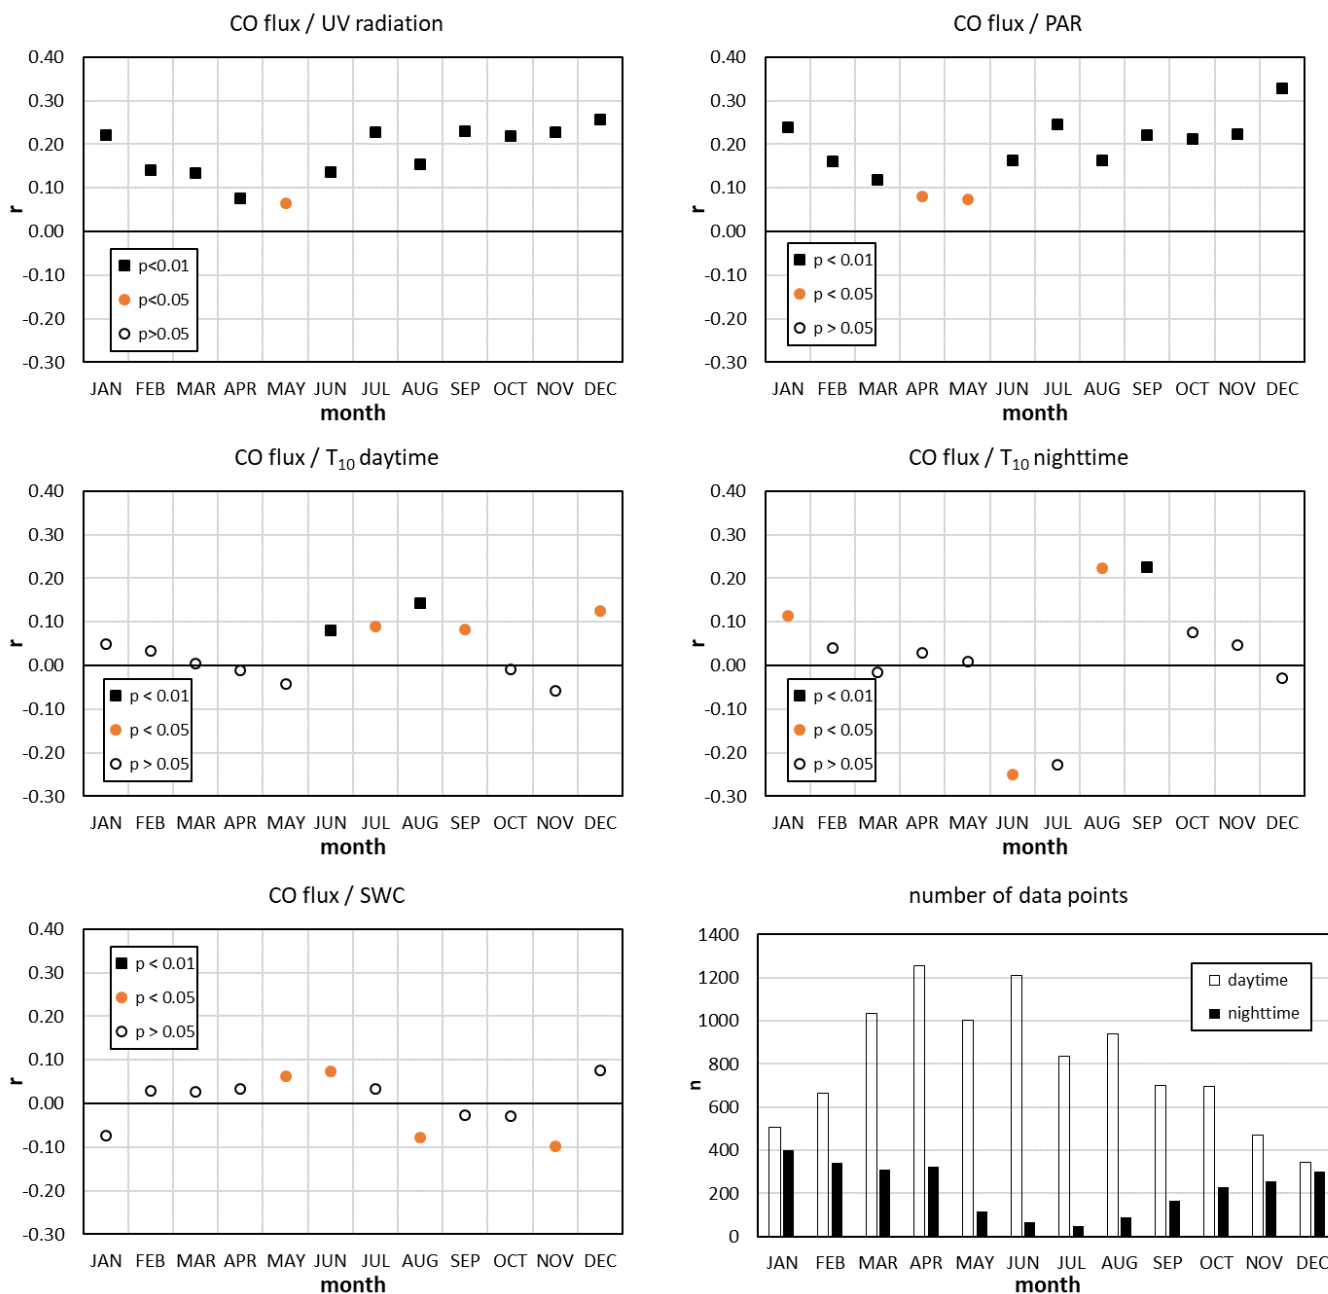 CO flux / UV radiation
0.40
0.30
0.20
0.10
0.00
-0.10
-0.20
-0.30
r
p<0.01
p<0.05
p>0.05
JAN FEB MAR APR MAY JUN JUL AUG SEP OCT NOV DEC
month
CO flux / PAR
0.40
0.30
0.20
0.10
0.00
-0.10
-0.20
-0.30
r
p < 0.01
p < 0.05
p > 0.05
JAN FEB MAR APR MAY JUN JUL AUG SEP OCT NOV DEC
month
CO flux / T10 daytime
0.40
0.30
0.20
0.10
0.00
-0.10
-0.20
-0.30
r
p < 0.01
p < 0.05
p > 0.05
JAN FEB MAR APR MAY JUN JUL AUG SEP OCT NOV DEC
month
CO flux / T10 nighttime
0.40
0.30
0.20
0.10
0.00
-0.10
-0.20
-0.30
r
p < 0.01
p < 0.05
p > 0.05
JAN FEB MAR APR MAY JUN JUL AUG SEP OCT NOV DEC
month
CO flux / SWC
0.40
0.30
0.20
0.10
0.00
-0.10
-0.20
-0.30
r
p < 0.01
p < 0.05
p > 0.05
JAN FEB MAR APR MAY JUN JUL AUG SEP OCT NOV DEC
month
number of data points
1400
1200
1000
800
600
400
200
0
n
daytime
nighttime
JAN FEB MAR APR MAY JUN JUL AUG SEP OCT NOV DEC
month